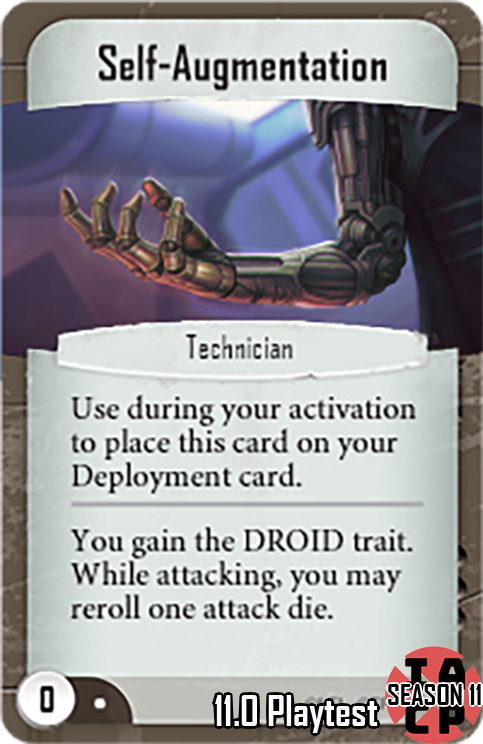 Self-Augmentation
Technician
Use during your activation
to place this card on your
Deployment card.
You gain the DROID trait.
While attacking, you may
reroll one attack die.
0
11.0 Playtest
IA
SEASON 11
CP